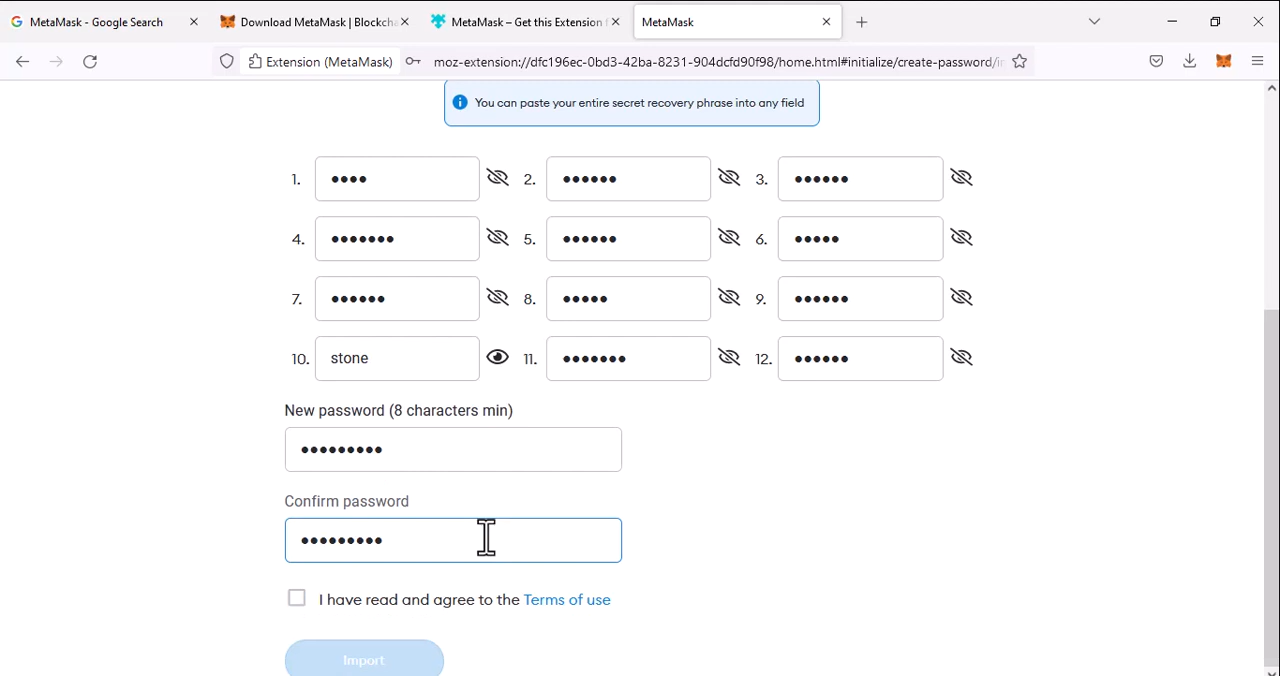 MetaMask - Google Search
Download MetaMask | Blockcha
MetaMask – Get this Extension f
MetaMask
Extension (MetaMask)
moz-extension://dfc196ec-0bd3-42ba-8231-904dcfd90f98/home.html#initialize/create-password/i
You can paste your entire secret recovery phrase into any field
1. •••• 2. •••••• 3. ••••••
4. ••••••• 5. •••••• 6. •••••
7. •••••• 8. ••••• 9. ••••••
10. stone 11. ••••••• 12. ••••••
New password (8 characters min)
•••••••••
Confirm password
•••••••••
I have read and agree to the Terms of use
Import